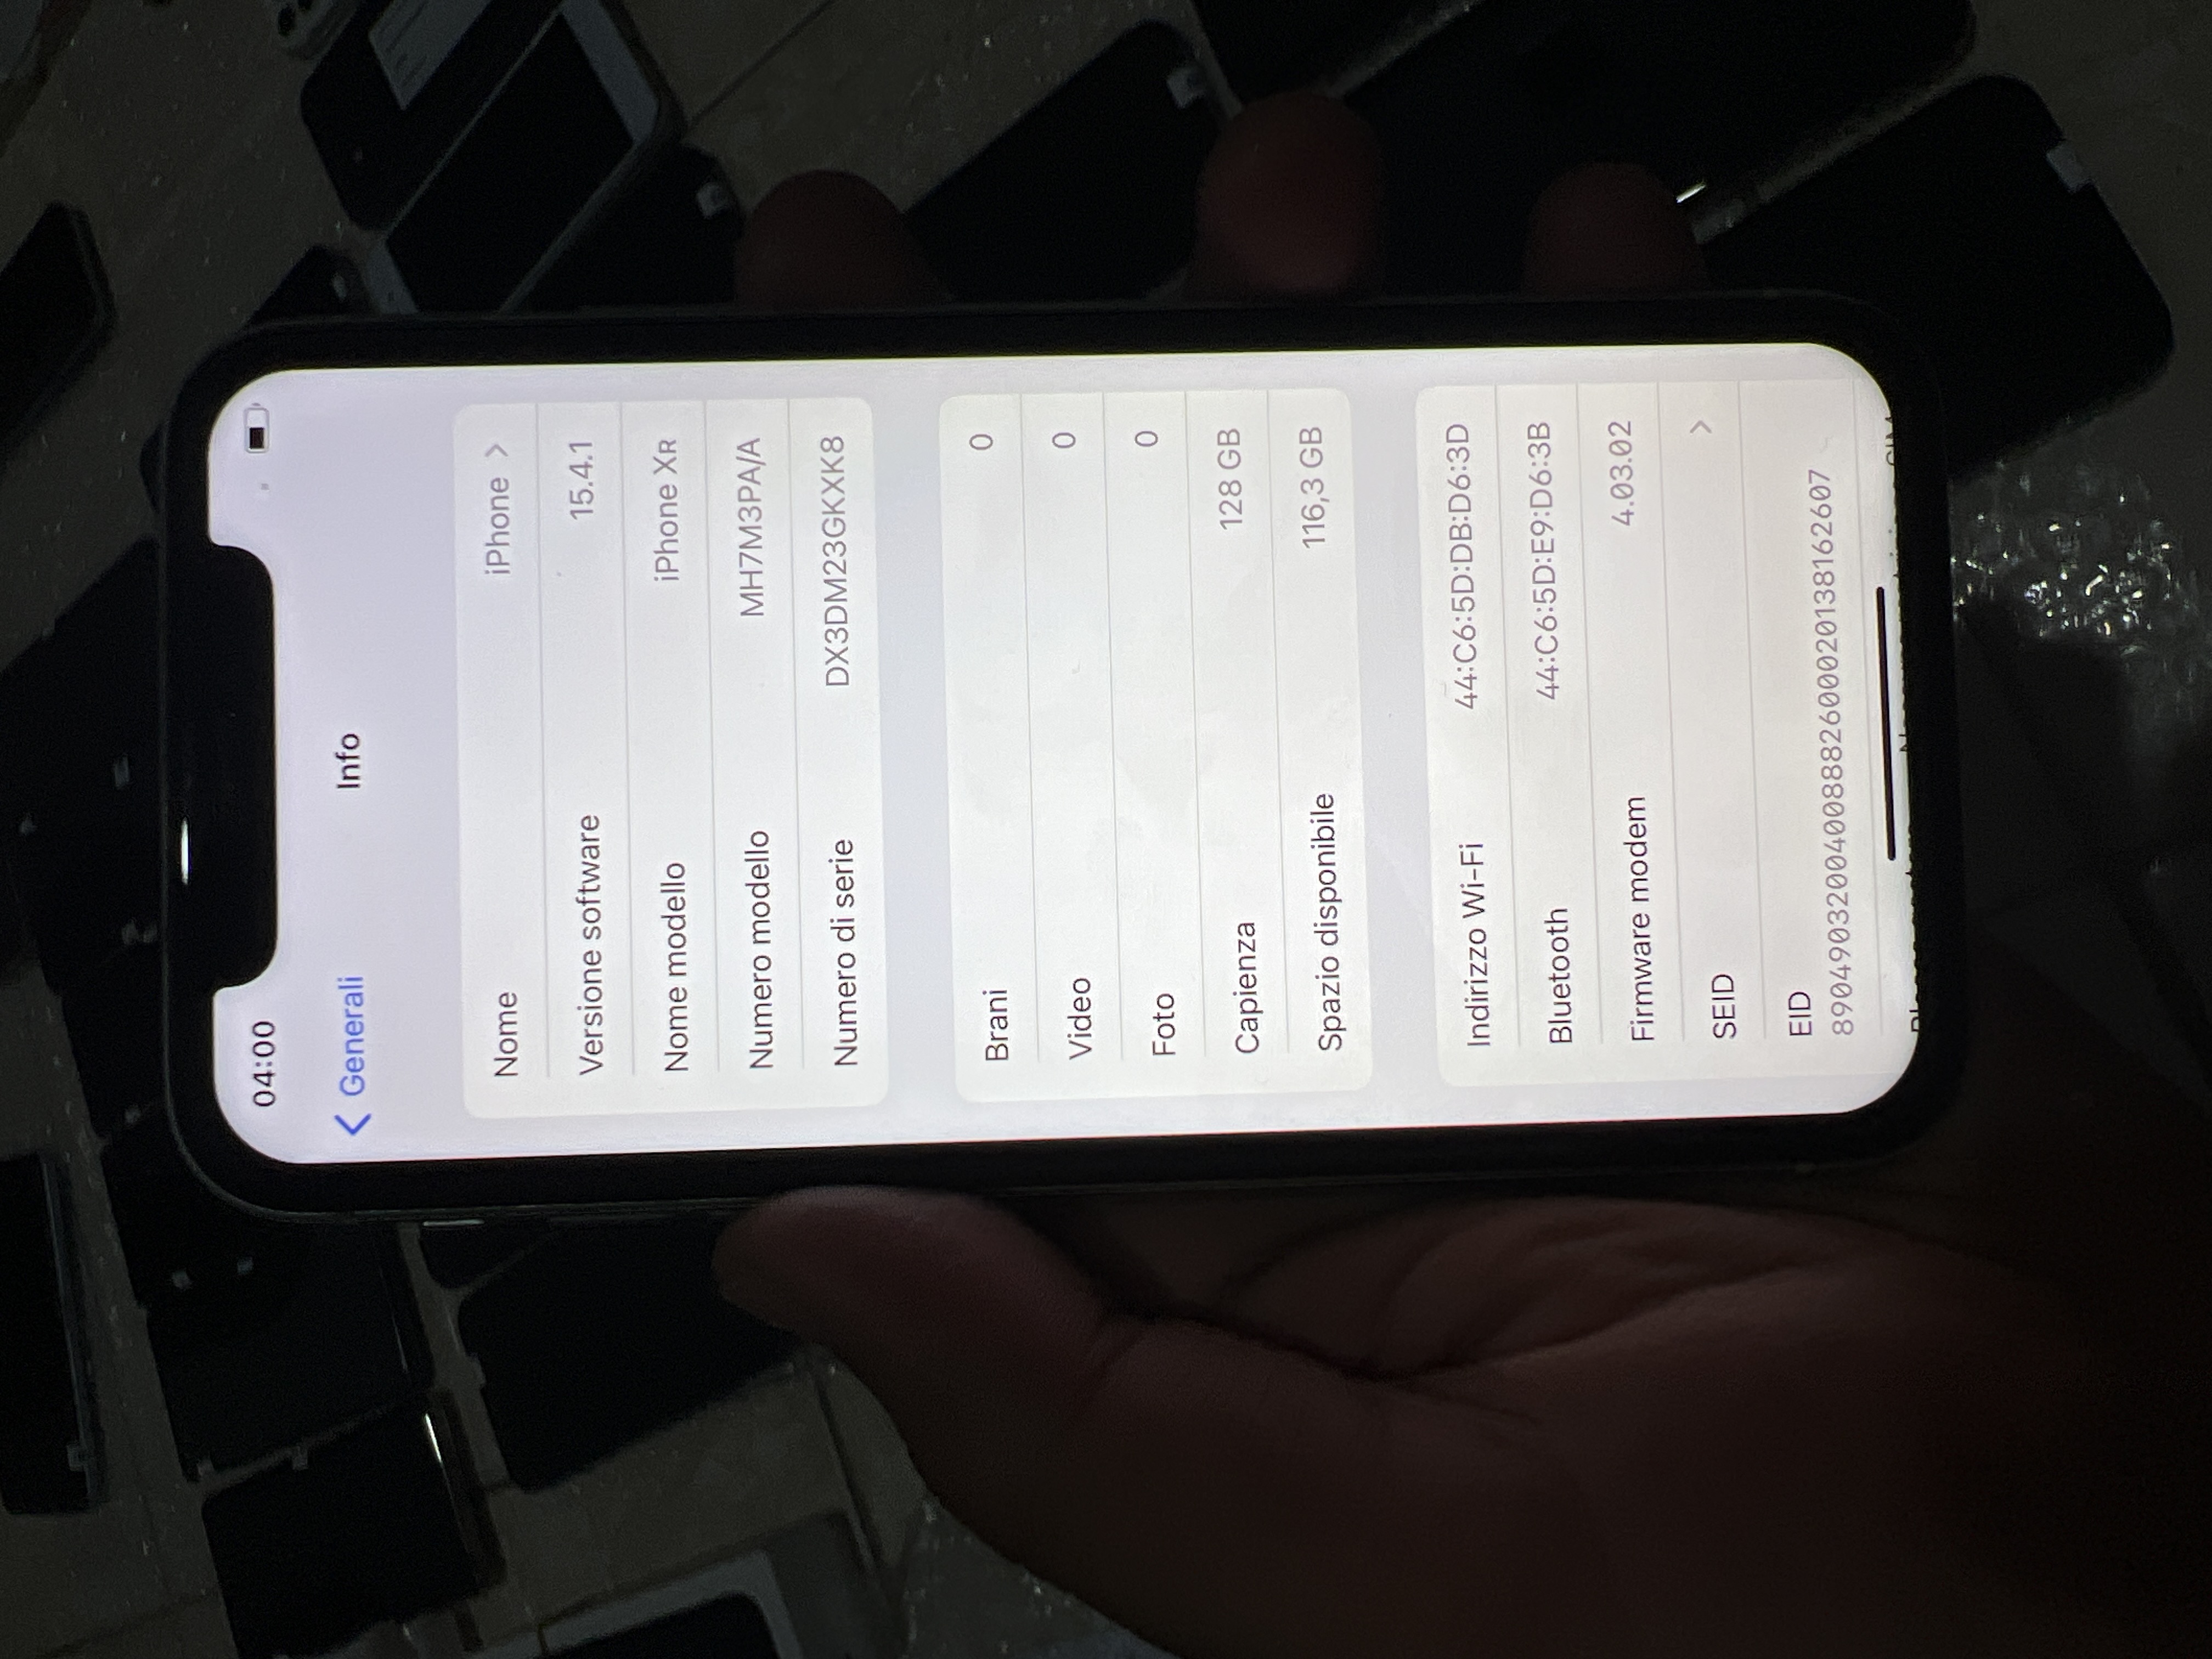 04:00
Generali
Info
Nome iPhone
Versione software 15.4.1
Nome modello iPhone XR
Numero modello MH7M3PA/A
Numero di serie DX3DM23GKXK8
Brani 0
Video 0
Foto 0
Capienza 128 GB
Spazio disponibile 116,3 GB
Indirizzo Wi-Fi 44:C6:5D:DB:D6:3D
Bluetooth 44:C6:5D:E9:D6:3B
Firmware modem 4.03.02
SEID
EID
89049032004008882600020138162607